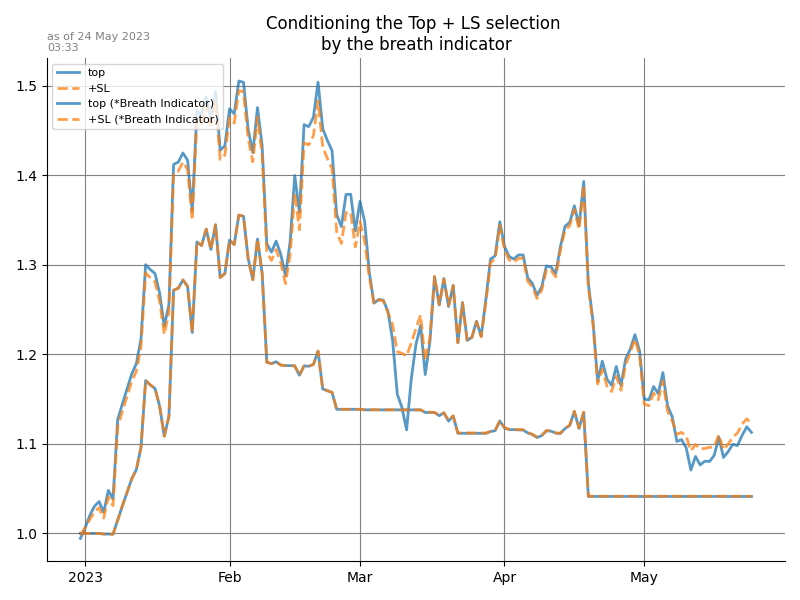 Conditioning the Top + LS selection
by the breath indicator
as of 24 May 2023
03:33
top
+SL
top (*Breath Indicator)
+SL (*Breath Indicator)
1.5
1.4
1.3
1.2
1.1
1.0
2023 Feb Mar Apr May